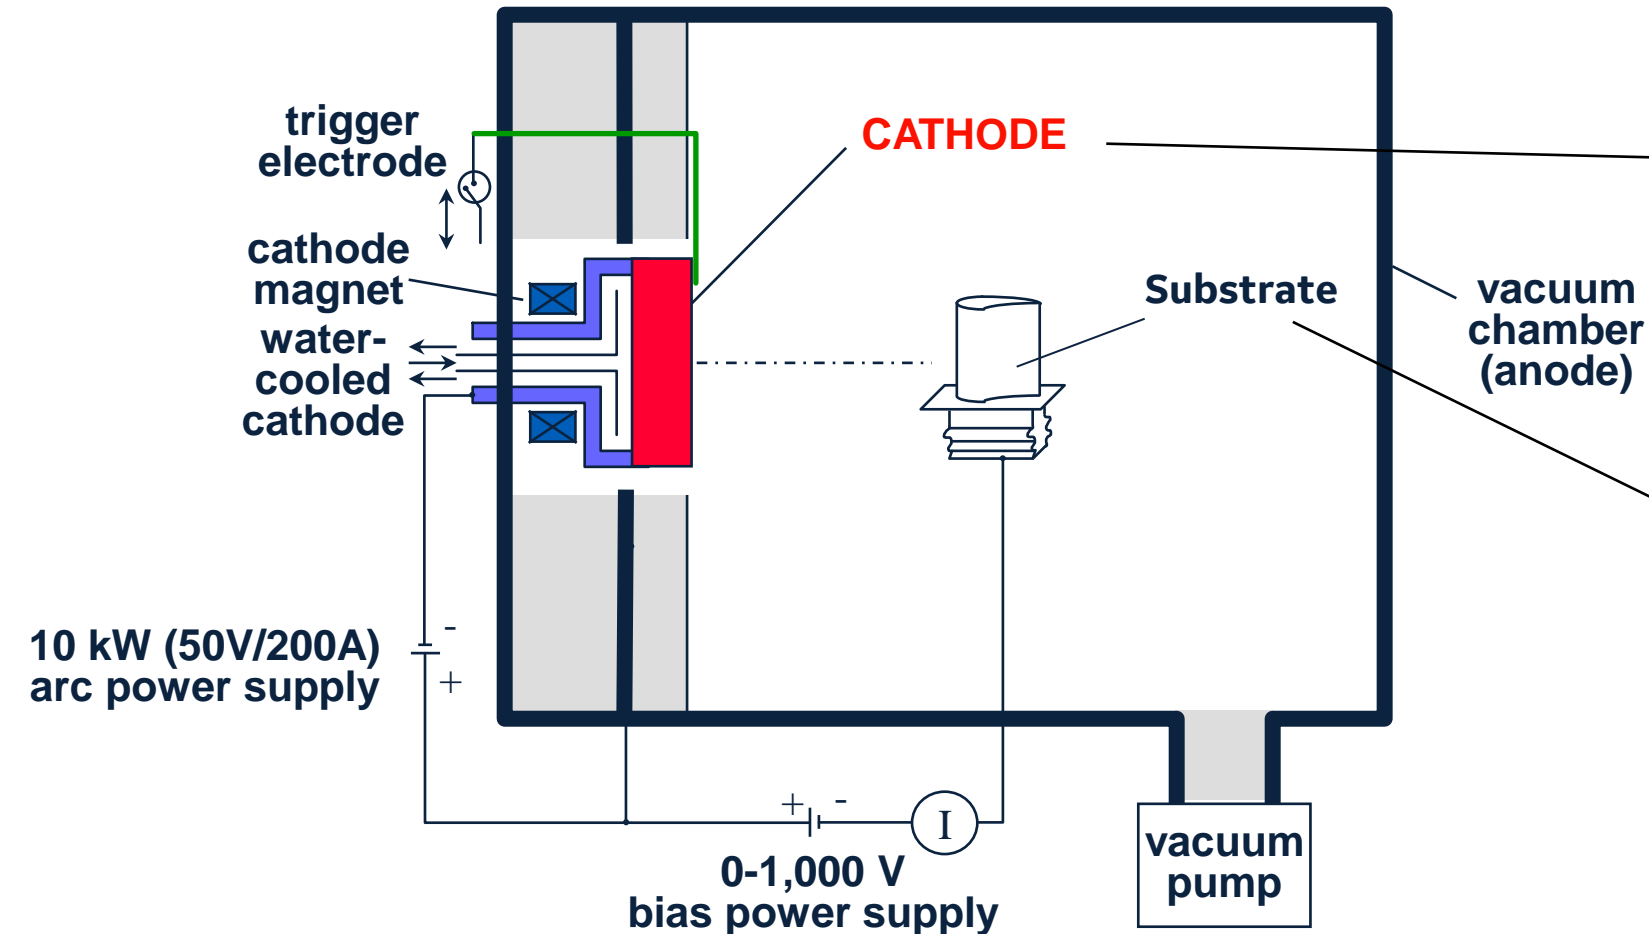 trigger
electrode
CATHODE
cathode
magnet
Substrate
vacuum
chamber
(anode)
water-
cooled
cathode
-
10 kW (50V/200A)
arc power supply
+
+ -
I
0-1,000 V
bias power supply
vacuum
pump